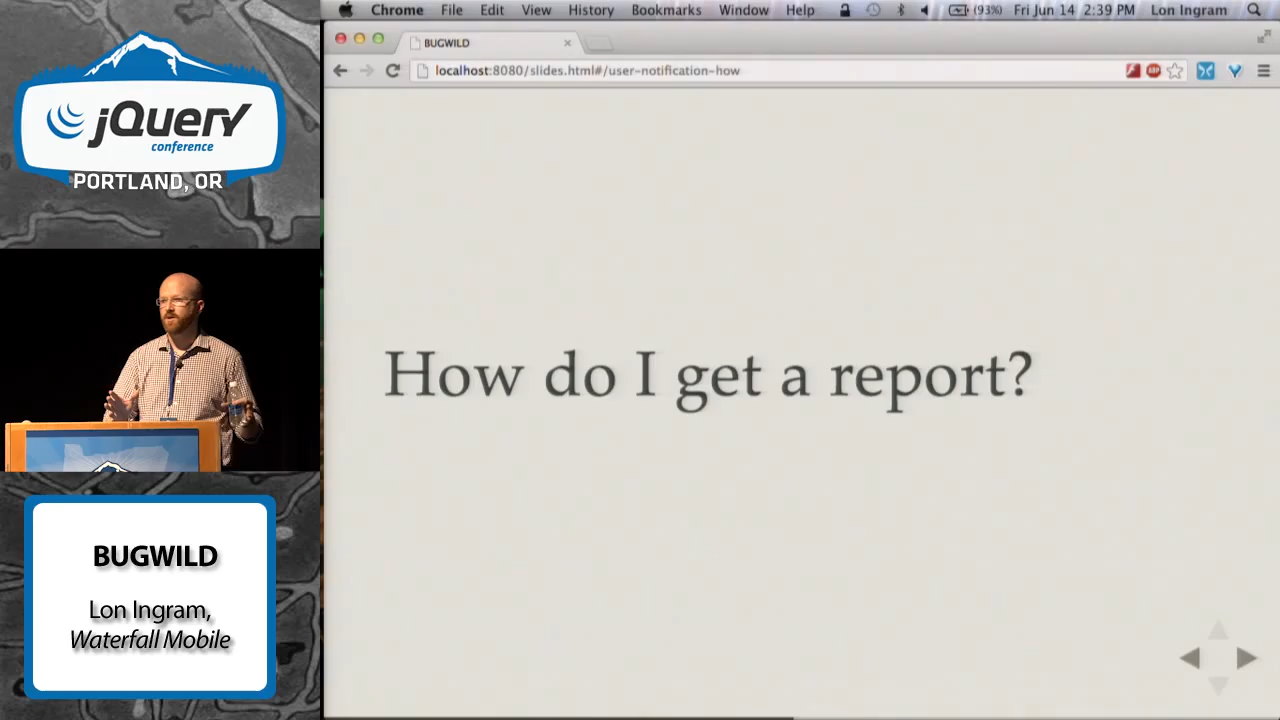 jQuery
conference
PORTLAND, OR
BUGWILD
Lon Ingram,
Waterfall Mobile
Chrome File Edit View History Bookmarks Window Help (93%) Fri Jun 14 2:39 PM Lon Ingram
BUGWILD
localhost:8080/slides.html#/user-notification-how
ABP
How do I get a report?